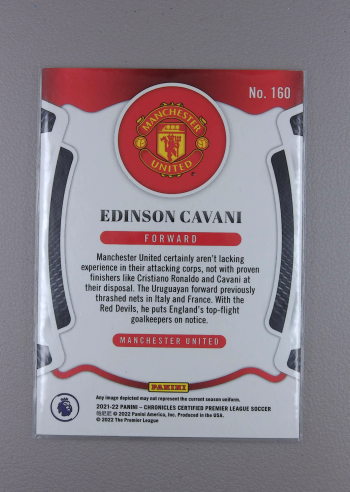 No. 160
MANCHESTER
UNITED
EDINSON CAVANI
FORWARD
Manchester United certainly aren't lacking
experience in their attacking corps, not with proven
finishers like Cristiano Ronaldo and Cavani at
their disposal. The Uruguayan forward previously
thrashed nets in Italy and France. With the
Red Devils, he puts England's top-flight
goalkeepers on notice.
MANCHESTER UNITED
PANINI
Any image depicted may not represent the current season uniform.
2021-22 PANINI – CHRONICLES CERTIFIED PREMIER LEAGUE SOCCER
© 2022 Panini America, Inc. Produced in the USA.
© 2022 The Premier League